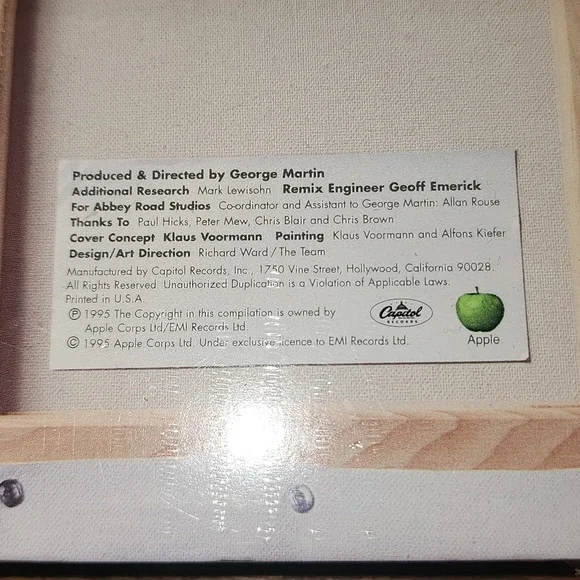 Produced & Directed by George Martin
Additional Research Mark Lewisohn Remix Engineer Geoff Emerick
For Abbey Road Studios Co-ordinator and Assistant to George Martin: Allan Rouse
Thanks To Paul Hicks, Peter Mew, Chris Blair and Chris Brown
Cover Concept Klaus Voormann Painting Klaus Voormann and Alfons Kiefer
Design/Art Direction Richard Ward / The Team
Manufactured by Capitol Records, Inc., 1750 Vine Street, Hollywood, California 90028.
All Rights Reserved. Unauthorized Duplication is a Violation of Applicable Laws.
Printed in U.S.A
℗ 1995 The Copyright in this compilation is owned by
Apple Corps Ltd/EMI Records Ltd.
© 1995 Apple Corps Ltd. Under exclusive licence to EMI Records Ltd.
Capitol
RECORDS
Apple